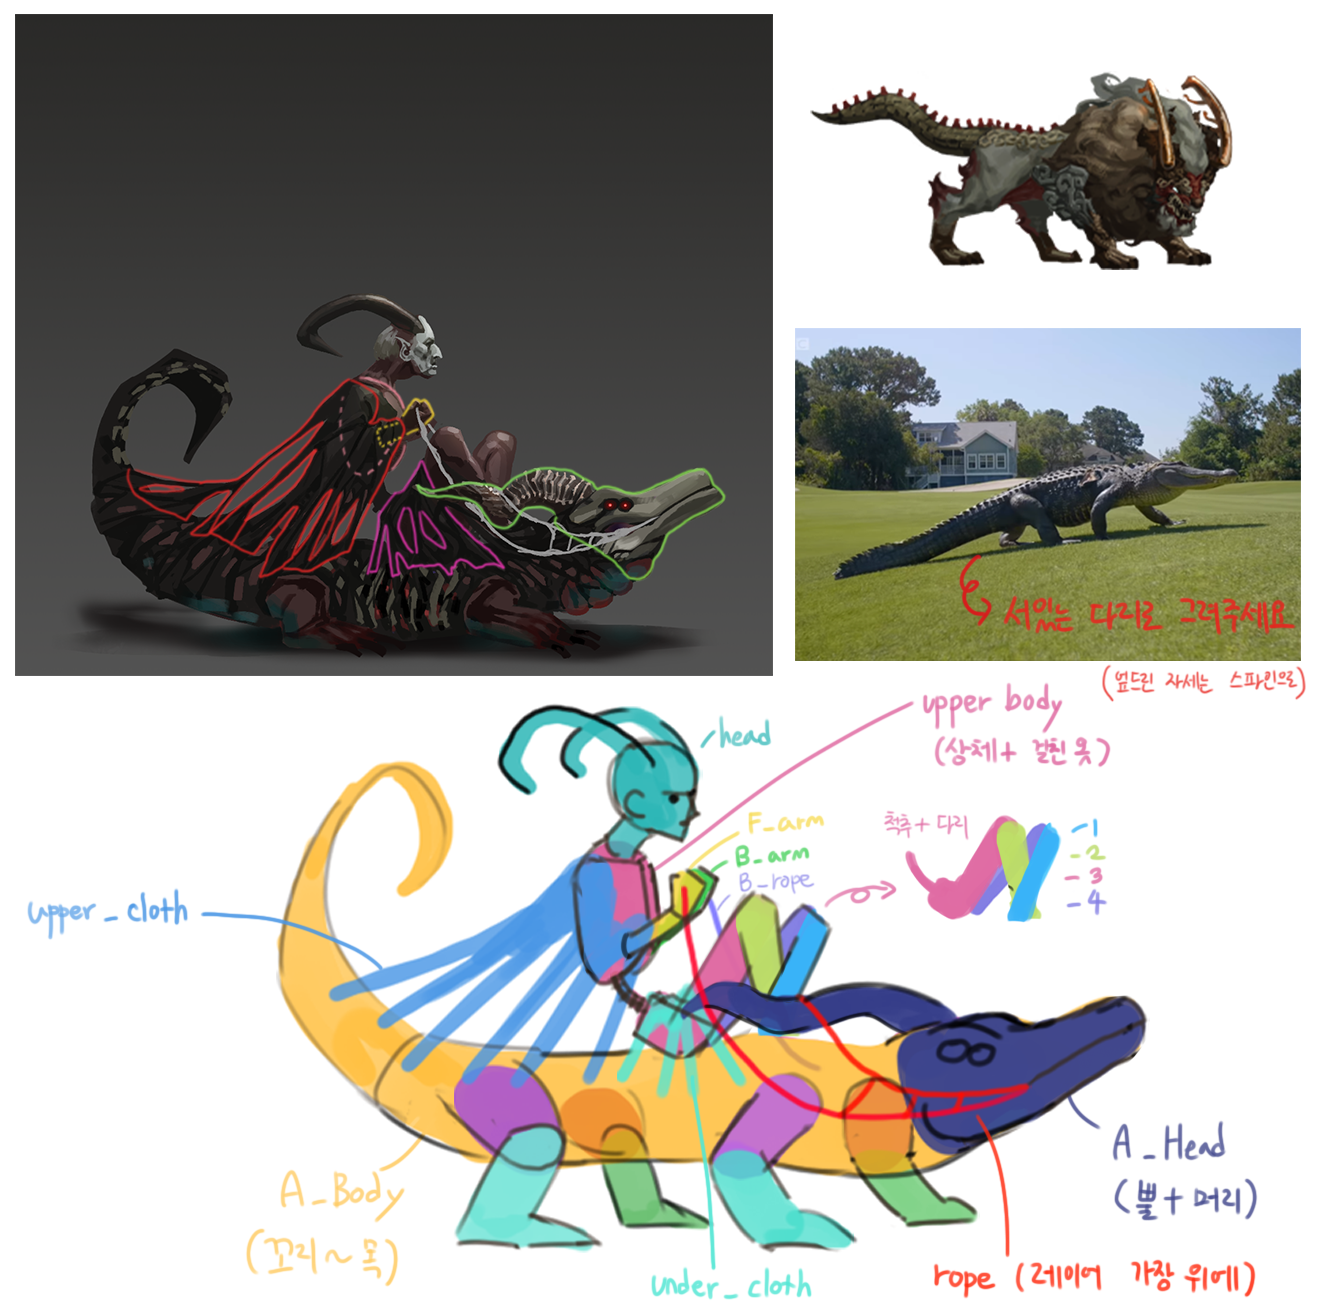 서있는 다리로 그려주세요
(엎드린 자세는 스파인으로)
upper body
(상체+ 걸친 옷)
head
F_arm
B_arm
B_rope
척추+다리
-1
-2
-3
-4
upper_cloth
A_Head
(뿔+머리)
A_Body
(꼬리~목)
under_cloth
rope (레이어 가장 위에)